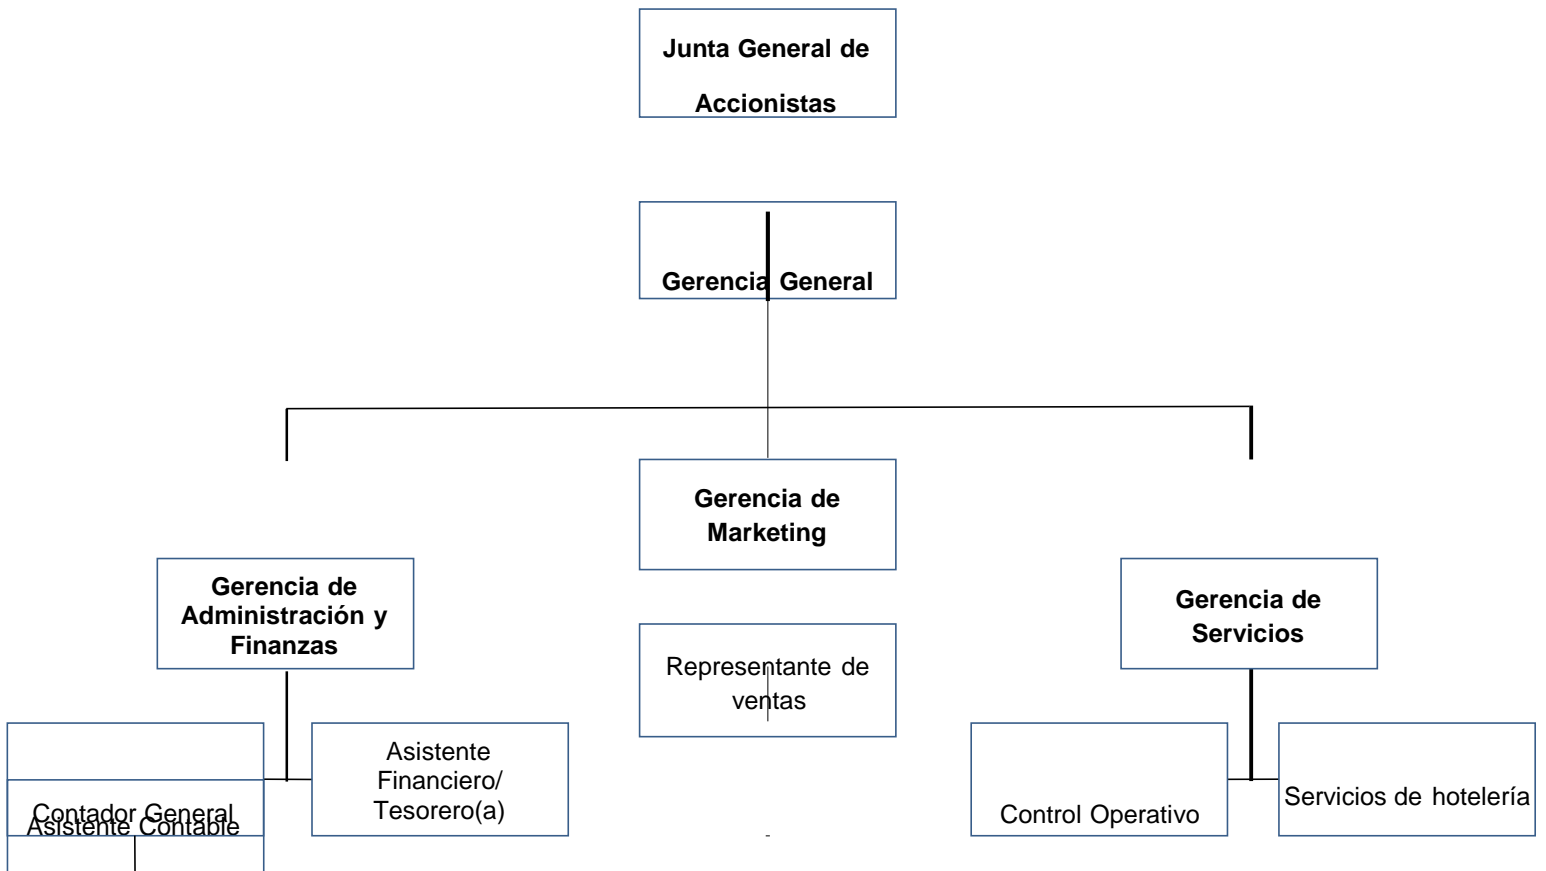 Junta General de
Accionistas
Gerencia General
Gerencia de
Marketing
Gerencia de
Administración y
Finanzas
Gerencia de
Servicios
Representante de
ventas
Contador General
Asistente Contable
Asistente
Financiero/
Tesorero(a)
Control Operativo
Servicios de hotelería